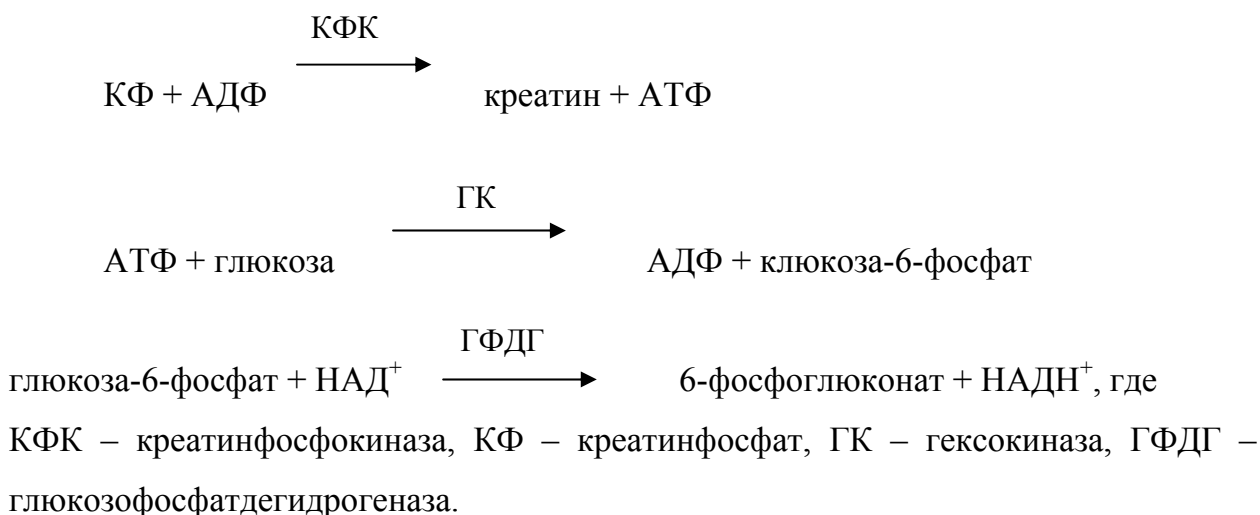 КФК
КФ + АДФ ⟶ креатин + АТФ
ГК
АТФ + глюкоза ⟶ АДФ + клюкоза-6-фосфат
ГФДГ
глюкоза-6-фосфат + НАД⁺ ⟶ 6-фосфоглюконат + НАДН⁺, где
КФК – креатинфосфокиназа, КФ – креатинфосфат, ГК – гексокиназа, ГФДГ –
глюкозофосфатдегидрогеназа.